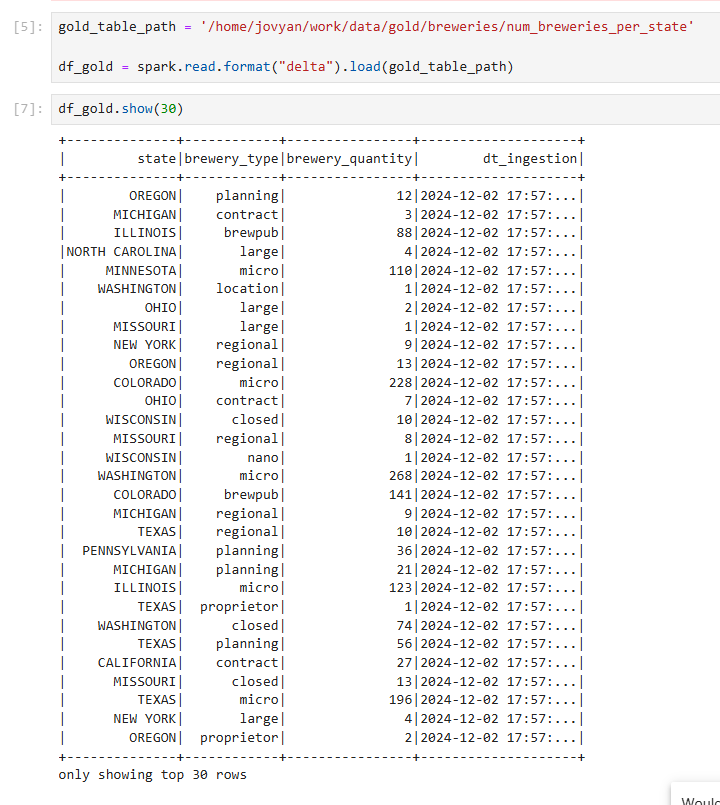 [5]: gold_table_path = '/home/jovyan/work/data/gold/breweries/num_breweries_per_state'
df_gold = spark.read.format("delta").load(gold_table_path)
[7]: df_gold.show(30)
+--------------+------------+----------------+--------------------+
|         state|brewery_type|brewery_quantity|        dt_ingestion|
+--------------+------------+----------------+--------------------+
|        OREGON|    planning|              12|2024-12-02 17:57:...|
|      MICHIGAN|    contract|               3|2024-12-02 17:57:...|
|      ILLINOIS|     brewpub|              88|2024-12-02 17:57:...|
|NORTH CAROLINA|       large|               4|2024-12-02 17:57:...|
|     MINNESOTA|       micro|             110|2024-12-02 17:57:...|
|    WASHINGTON|    location|               1|2024-12-02 17:57:...|
|          OHIO|       large|               2|2024-12-02 17:57:...|
|      MISSOURI|       large|               1|2024-12-02 17:57:...|
|      NEW YORK|    regional|               9|2024-12-02 17:57:...|
|        OREGON|    regional|              13|2024-12-02 17:57:...|
|      COLORADO|       micro|             228|2024-12-02 17:57:...|
|          OHIO|    contract|               7|2024-12-02 17:57:...|
|     WISCONSIN|      closed|              10|2024-12-02 17:57:...|
|      MISSOURI|    regional|               8|2024-12-02 17:57:...|
|     WISCONSIN|        nano|               1|2024-12-02 17:57:...|
|    WASHINGTON|       micro|             268|2024-12-02 17:57:...|
|      COLORADO|     brewpub|             141|2024-12-02 17:57:...|
|      MICHIGAN|    regional|               9|2024-12-02 17:57:...|
|         TEXAS|    regional|              10|2024-12-02 17:57:...|
|  PENNSYLVANIA|    planning|              36|2024-12-02 17:57:...|
|      MICHIGAN|    planning|              21|2024-12-02 17:57:...|
|      ILLINOIS|       micro|             123|2024-12-02 17:57:...|
|         TEXAS|  proprietor|               1|2024-12-02 17:57:...|
|    WASHINGTON|      closed|              74|2024-12-02 17:57:...|
|         TEXAS|    planning|              56|2024-12-02 17:57:...|
|    CALIFORNIA|    contract|              27|2024-12-02 17:57:...|
|      MISSOURI|      closed|              13|2024-12-02 17:57:...|
|         TEXAS|       micro|             196|2024-12-02 17:57:...|
|      NEW YORK|       large|               4|2024-12-02 17:57:...|
|        OREGON|  proprietor|               2|2024-12-02 17:57:...|
+--------------+------------+----------------+--------------------+
only showing top 30 rows